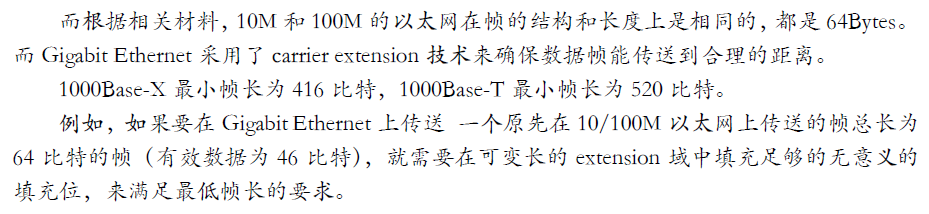 而根据相关材料，10M 和 100M 的以太网在帧的结构和长度上是相同的，都是 64Bytes。
而 Gigabit Ethernet 采用了 carrier extension 技术来确保数据帧能传送到合理的距离。
1000Base-X 最小帧长为 416 比特，1000Base-T 最小帧长为 520 比特。
例如，如果要在 Gigabit Ethernet 上传送 一个原先在 10/100M 以太网上传送的帧总长为
64 比特的帧（有效数据为 46 比特），就需要在可变长的 extension 域中填充足够的无意义的
填充位，来满足最低帧长的要求。